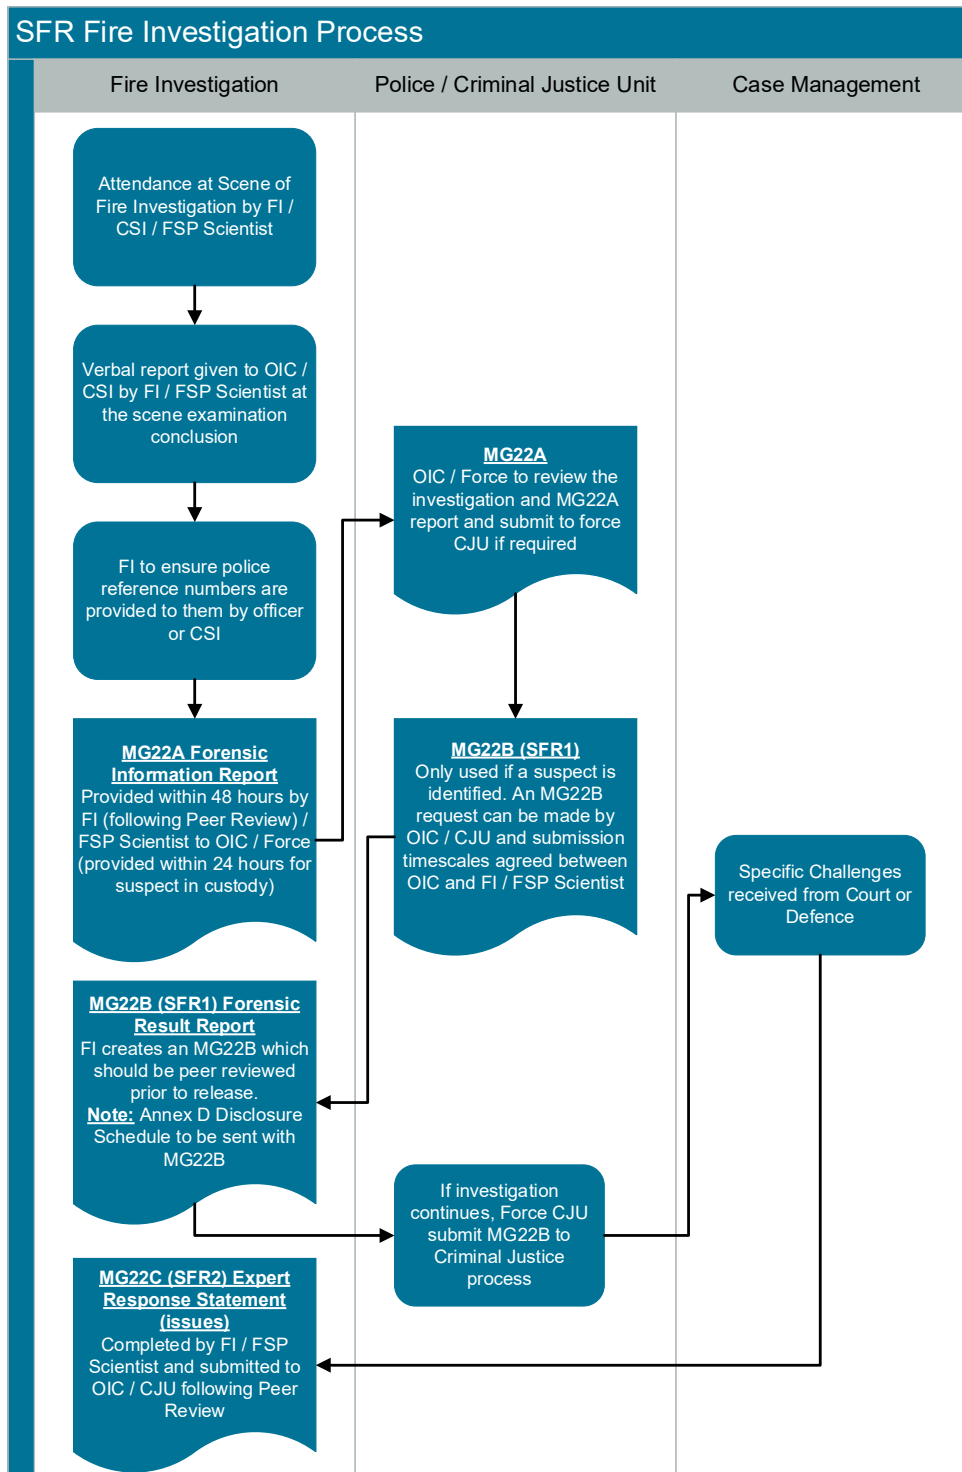 SFR Fire Investigation Process
Fire Investigation
Police / Criminal Justice Unit
Case Management
Attendance at Scene of
Fire Investigation by FI /
CSI / FSP Scientist
Verbal report given to OIC /
CSI by FI / FSP Scientist at
the scene examination
conclusion
FI to ensure police
reference numbers are
provided to them by officer
or CSI
MG22A Forensic
Information Report
Provided within 48 hours by
FI (following Peer Review) /
FSP Scientist to OIC / Force
(provided within 24 hours for
suspect in custody)
MG22A
OIC / Force to review the
investigation and MG22A
report and submit to force
CJU if required
MG22B (SFR1)
Only used if a suspect is
identified. An MG22B
request can be made by
OIC / CJU and submission
timescales agreed between
OIC and FI / FSP Scientist
MG22B (SFR1) Forensic
Result Report
FI creates an MG22B which
should be peer reviewed
prior to release.
Note: Annex D Disclosure
Schedule to be sent with
MG22B
If investigation
continues, Force CJU
submit MG22B to
Criminal Justice
process
Specific Challenges
received from Court or
Defence
MG22C (SFR2) Expert
Response Statement
(issues)
Completed by FI / FSP
Scientist and submitted to
OIC / CJU following Peer
Review